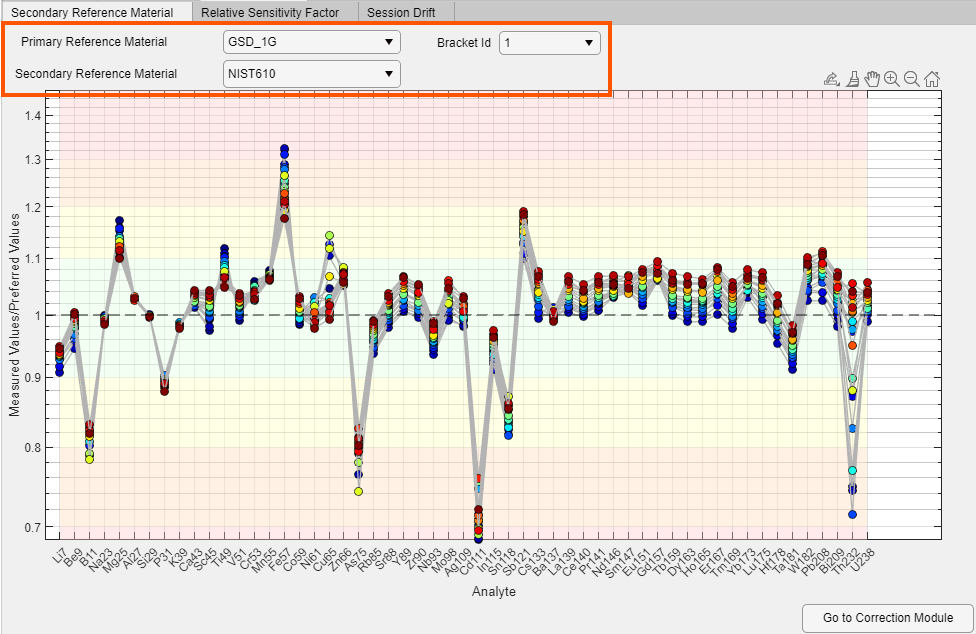 Secondary Reference Material Relative Sensitivity Factor Session Drift
Primary Reference Material GSD_1G Bracket Id 1
Secondary Reference Material NIST610
1.4
1.3
1.2
1.1
1
0.9
0.8
0.7
Measured Values/Preferred Values
Li7 Be9 B11 Na23 Mg25 Al27 Si29 P31 K39 Ca43 Sc45 Ti49 V51 Cr53 Mn55 Fe57 Co59 Ni61 Cu65 Zn66 As75 Rb85 Sr88 Y89 Zr90 Nb93 Mo98 Ag109 Cd111 In115 Sn118 Sb121 Cs133 Ba137 La139 Ce140 Pr141 Nd146 Sm147 Eu151 Gd157 Tb159 Dy163 Ho165 Er167 Tm169 Yb173 Lu175 Hf178 Ta181 W182 Pb208 Bi209 Th232 U238
Analyte
Go to Correction Module